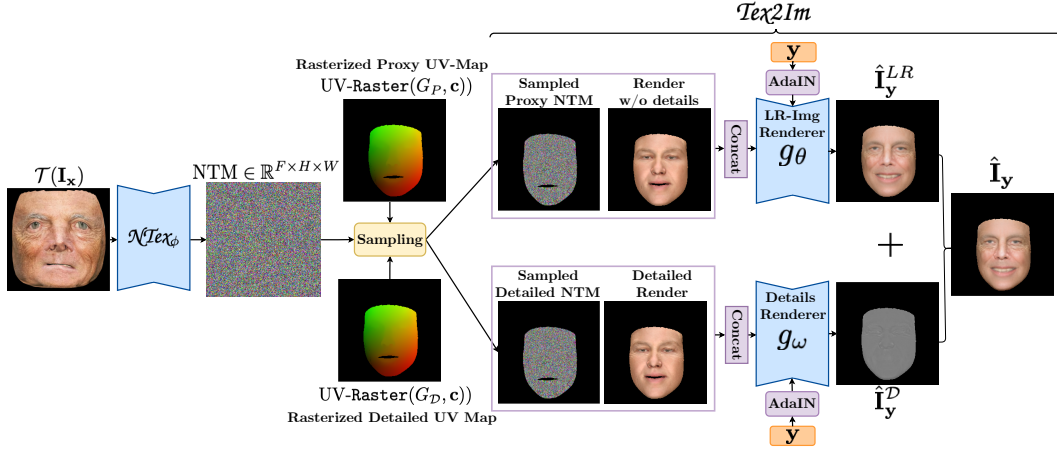 𝒯ex2Im
Rasterized Proxy UV-Map
UV-Raster(G_P, c))
y
AdaIN
Sampled
Proxy NTM
Render
w/o details
Concat
LR-Img
Renderer
g_θ
Î_y^{LR}
𝒯(I_x)
𝒩Tex_ϕ
NTM ∈ ℝ^{F×H×W}
Sampling
+
Î_y
Sampled
Detailed NTM
Detailed
Render
Concat
Details
Renderer
g_ω
Î_y^𝒟
UV-Raster(G_𝒟, c))
Rasterized Detailed UV Map
AdaIN
y